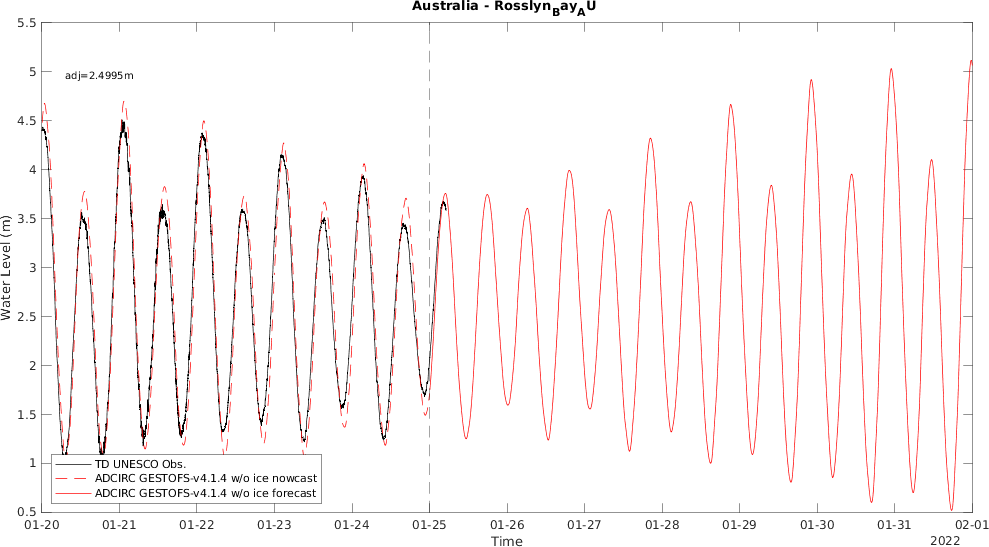 Australia - Rosslyn_Bay_AU
5.5
5
4.5
4
3.5
3
2.5
2
1.5
1
0.5
Water Level (m)
adj=2.4995m
TD UNESCO Obs.
ADCIRC GESTOFS-v4.1.4 w/o ice nowcast
ADCIRC GESTOFS-v4.1.4 w/o ice forecast
01-20 01-21 01-22 01-23 01-24 01-25 01-26 01-27 01-28 01-29 01-30 01-31 02-01
Time
2022